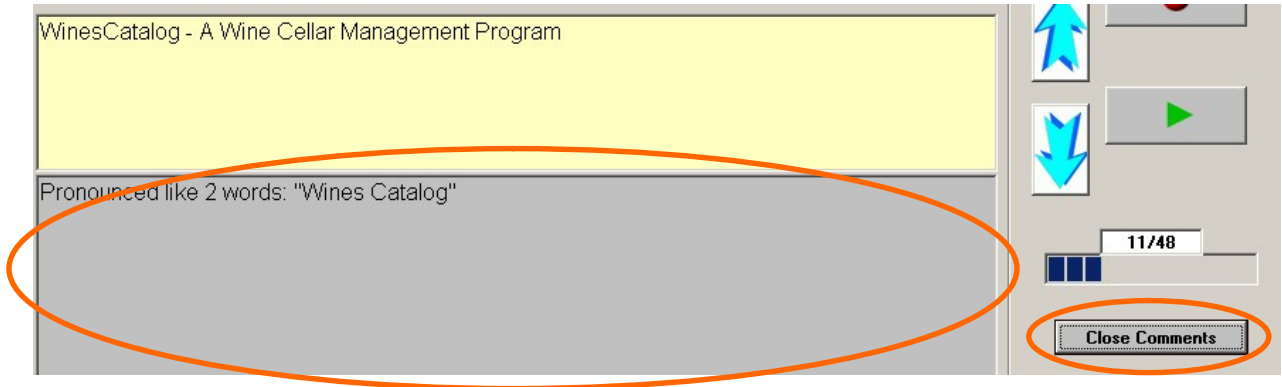 WinesCatalog - A Wine Cellar Management Program
Pronounced like 2 words: "Wines Catalog"
11/48
Close Comments